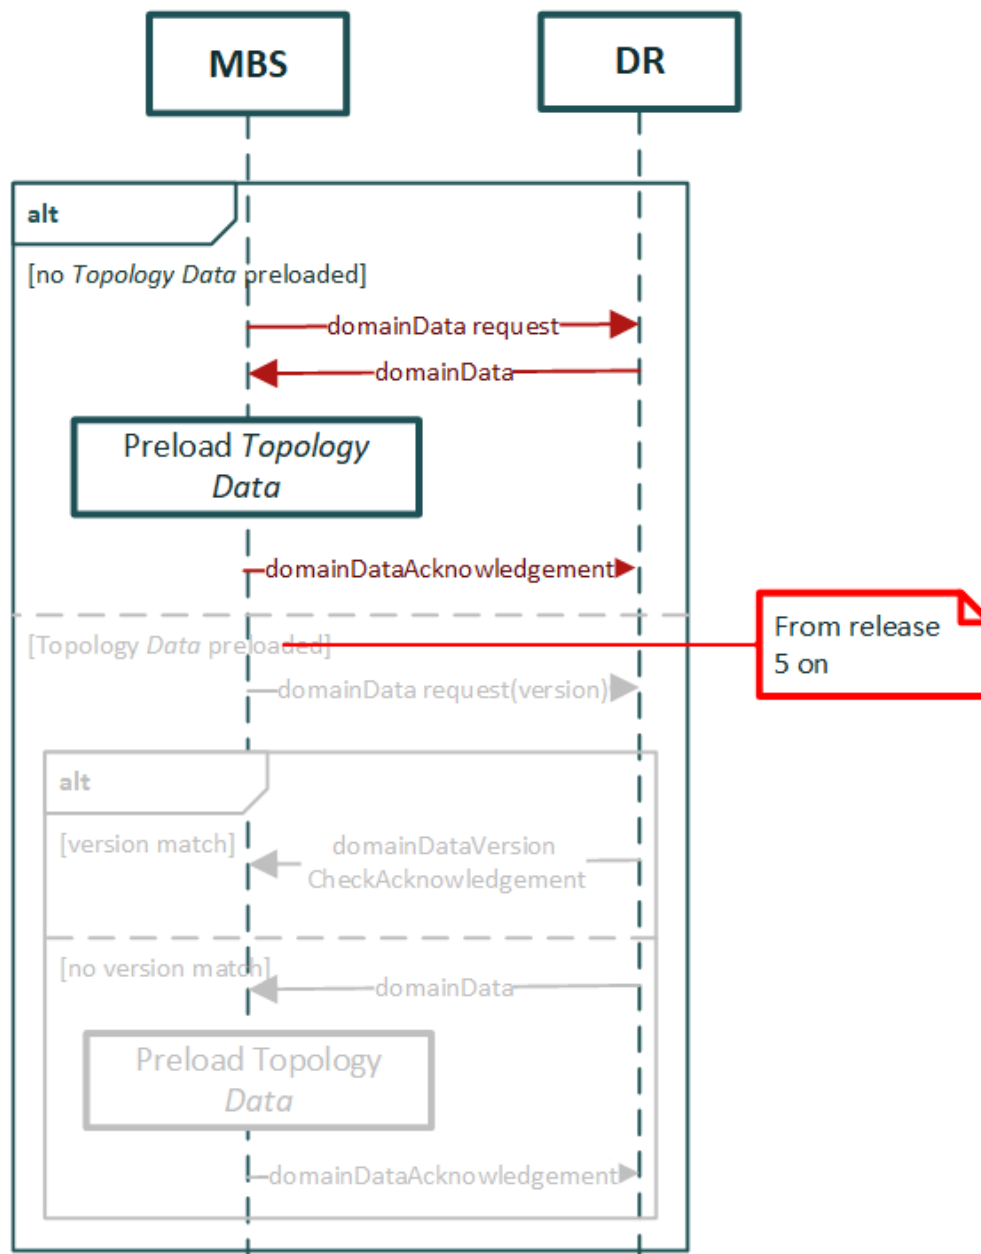 MBS
DR
alt
[no Topology Data preloaded]
domainData request
domainData
Preload Topology
Data
domainDataAcknowledgement
From release
5 on
[Topology Data preloaded]
domainData request(version)
alt
[version match]
domainDataVersion
CheckAcknowledgement
[no version match]
domainData
Preload Topology
Data
domainDataAcknowledgement